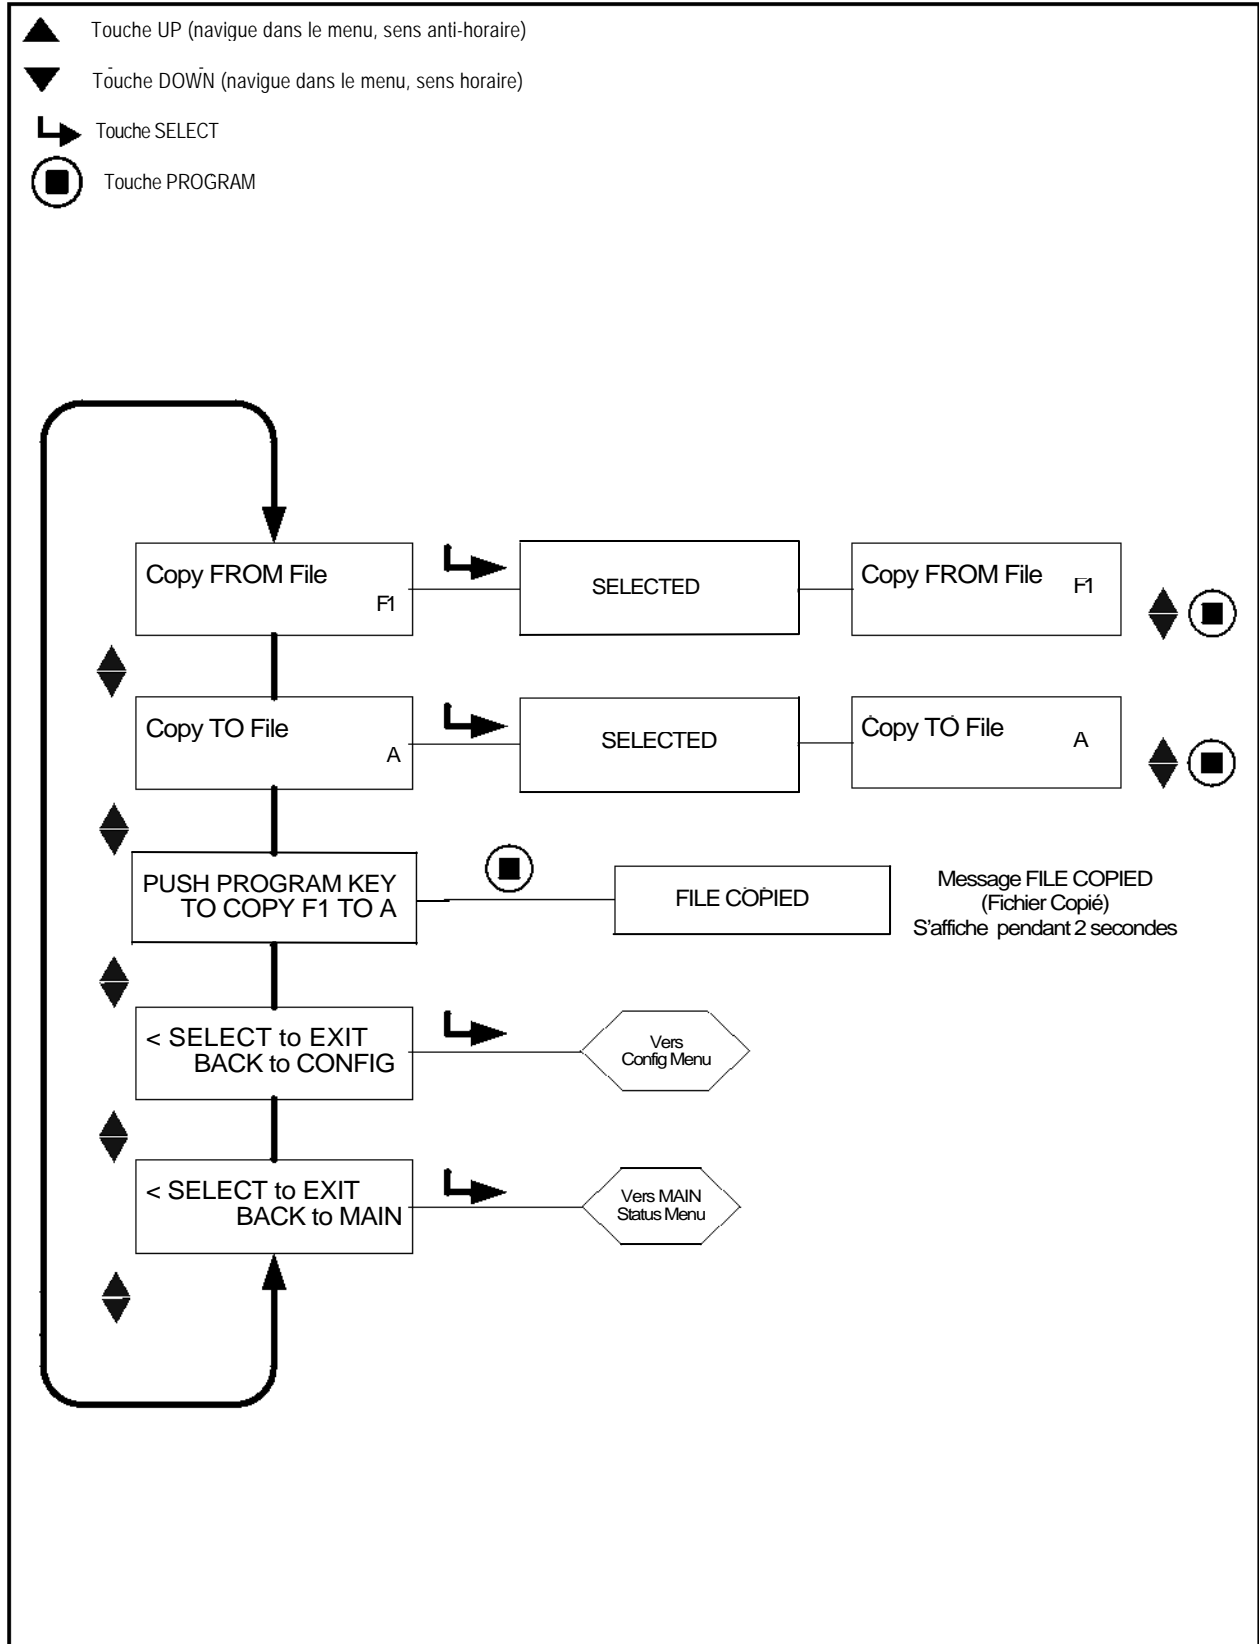 Touche UP (navigue dans le menu, sens anti-horaire)
Touche DOWN (navigue dans le menu, sens horaire)
Touche SELECT
Touche PROGRAM
Copy FROM File
F1
SELECTED
Copy FROM File F1
Copy TO File
A
SELECTED
Copy TO File A
PUSH PROGRAM KEY
TO COPY F1 TO A
FILE COPIED
Message FILE COPIED
(Fichier Copié)
S'affiche pendant 2 secondes
< SELECT to EXIT
BACK to CONFIG
Vers
Config Menu
< SELECT to EXIT
BACK to MAIN
Vers MAIN
Status Menu